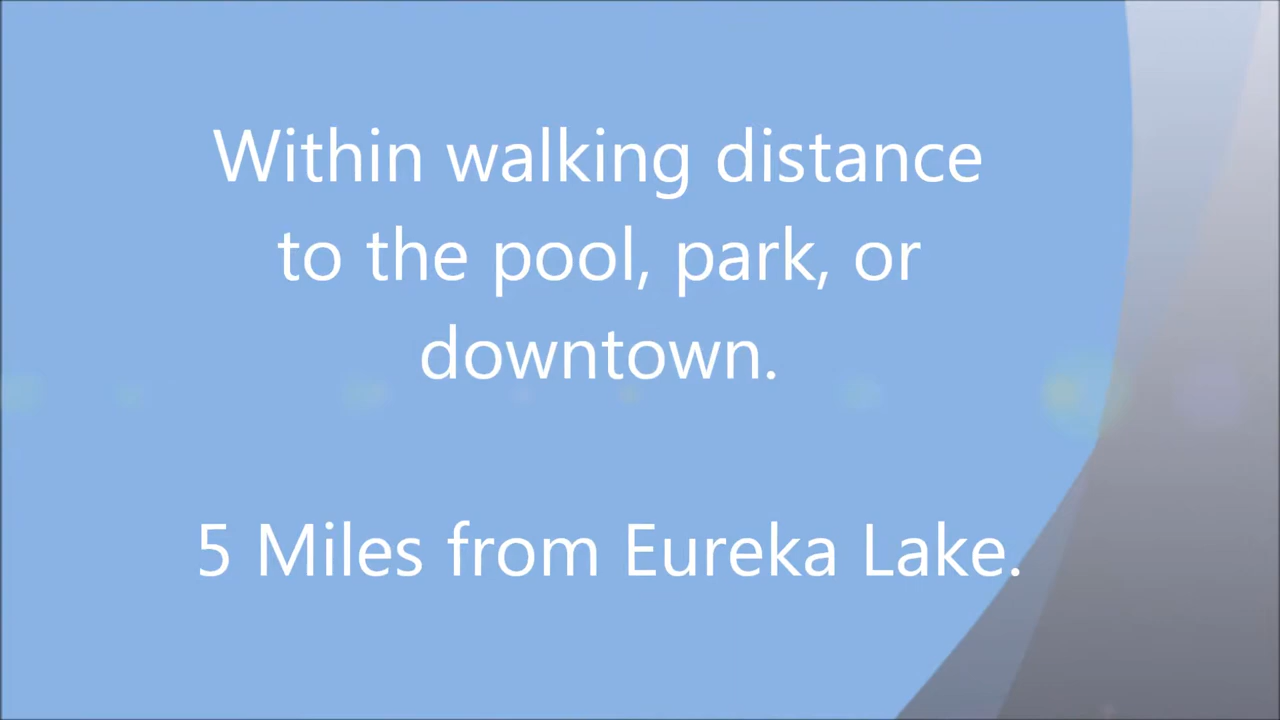 Within walking distance
to the pool, park, or
downtown.
5 Miles from Eureka Lake.